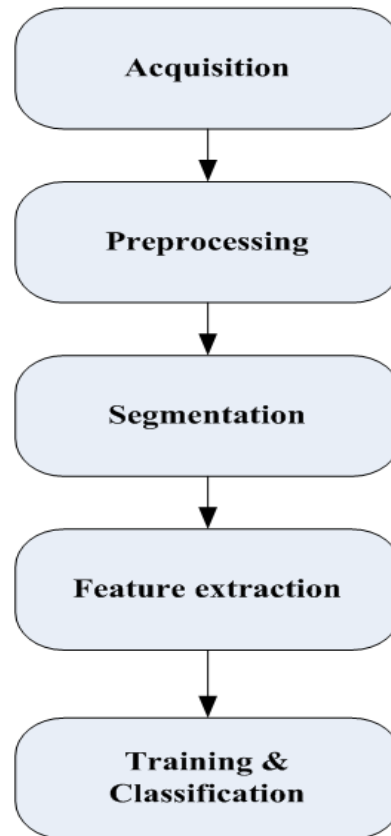 Acquisition
Preprocessing
Segmentation
Feature extraction
Training &
Classification